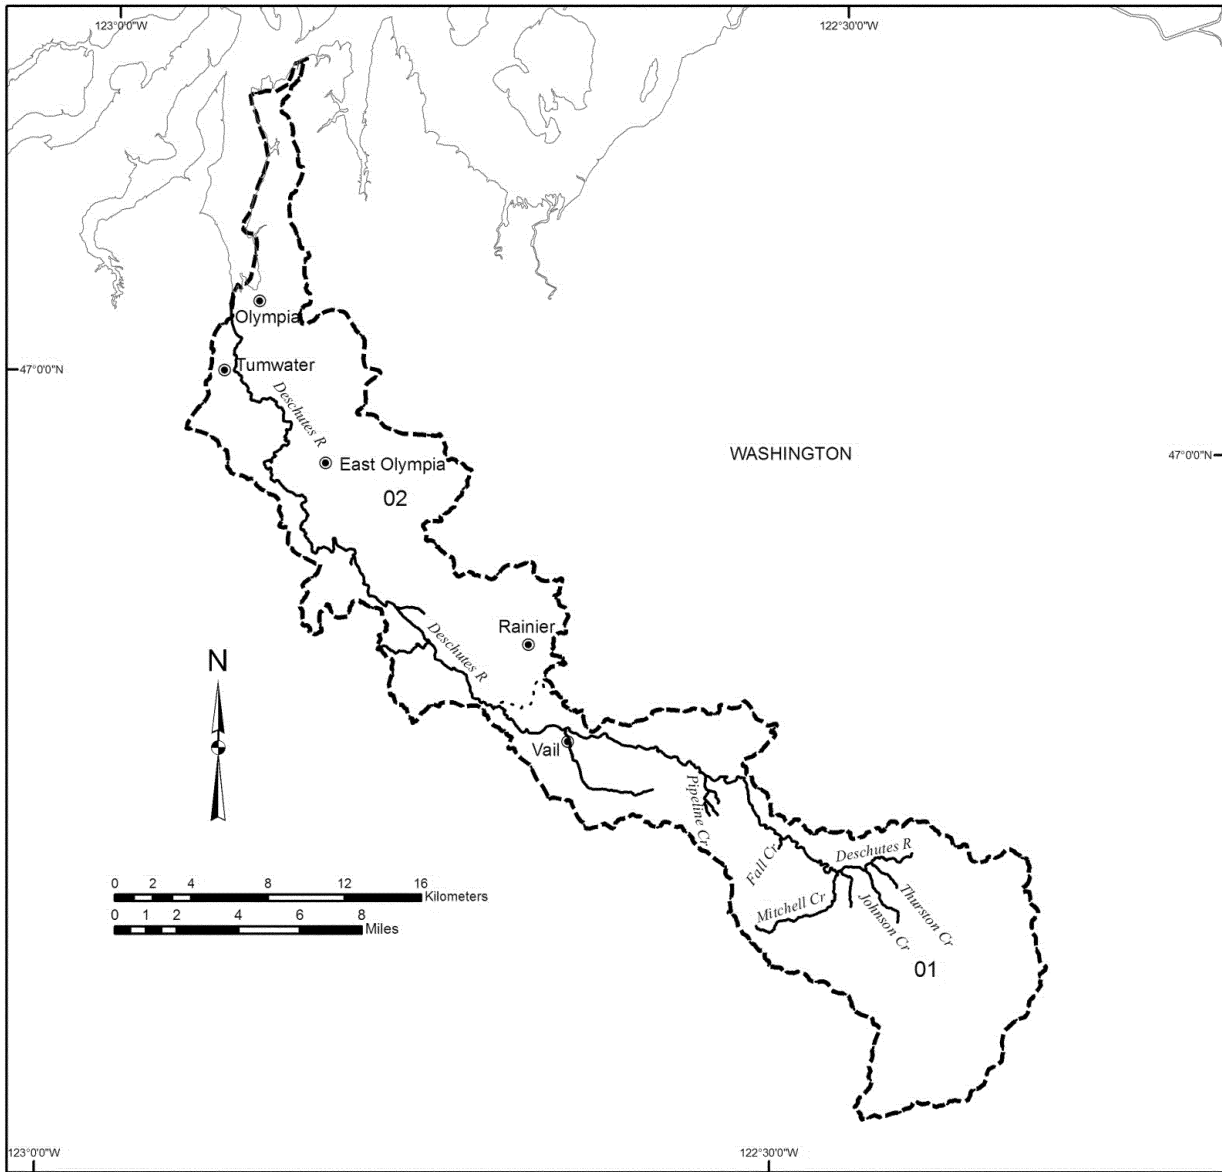 123°0'0"W
122°30'0"W
Olympia
47°0'0"N
Tumwater
Deschutes R
WASHINGTON
47°0'0"N
East Olympia
02
Rainier
Deschutes R
N
Vail
Pipeline Cr
Fall Cr
Deschutes R
0 2 4 8 12 16
Kilometers
0 1 2 4 6 8
Miles
Mitchell Cr
Johnson Cr
Thurston Cr
01
123°0'0"W
122°30'0"W